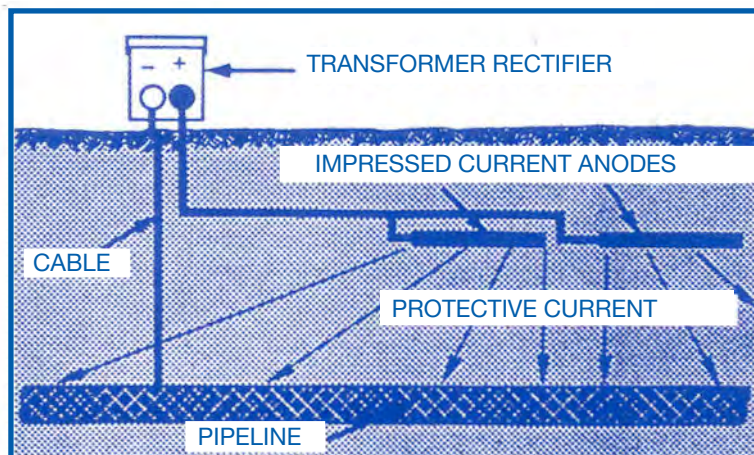 - +
TRANSFORMER RECTIFIER
IMPRESSED CURRENT ANODES
CABLE
PROTECTIVE CURRENT
PIPELINE